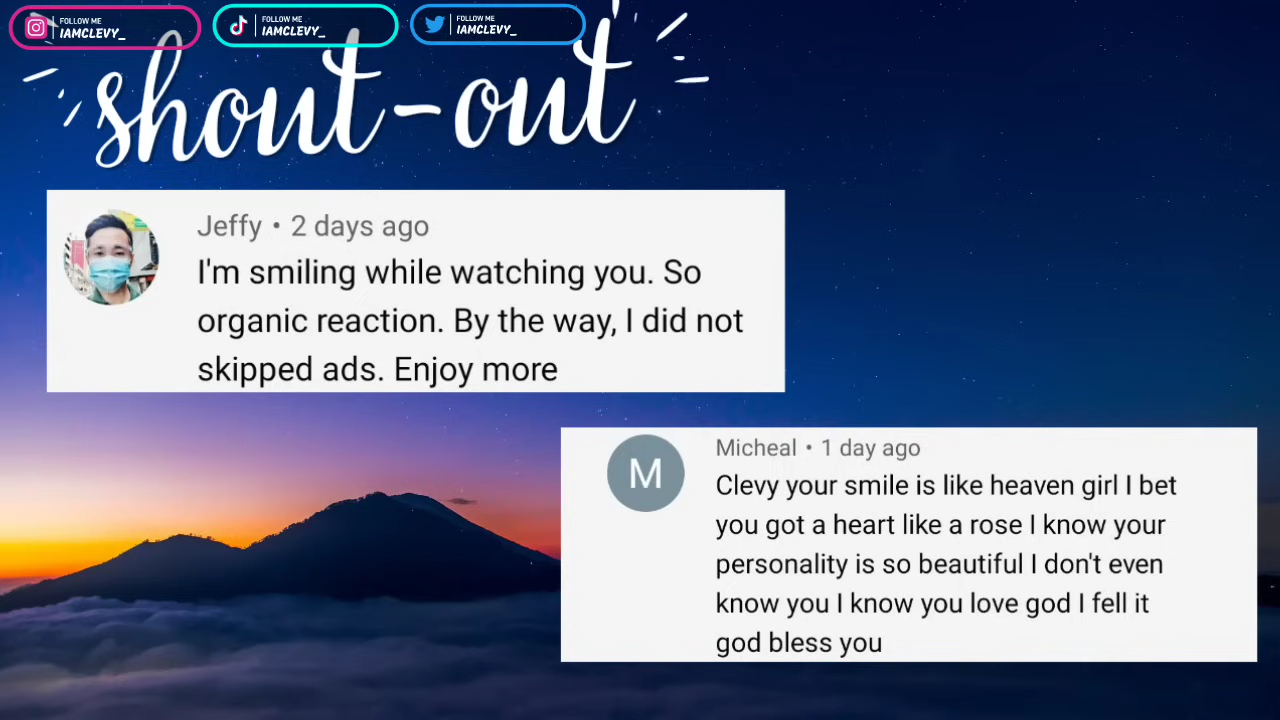 FOLLOW ME
IAMCLEVY_
FOLLOW ME
IAMCLEVY_
FOLLOW ME
IAMCLEVY_
shout-out
Jeffy • 2 days ago
I'm smiling while watching you. So
organic reaction. By the way, I did not
skipped ads. Enjoy more
M
Micheal • 1 day ago
Clevy your smile is like heaven girl I bet
you got a heart like a rose I know your
personality is so beautiful I don't even
know you I know you love god I fell it
god bless you